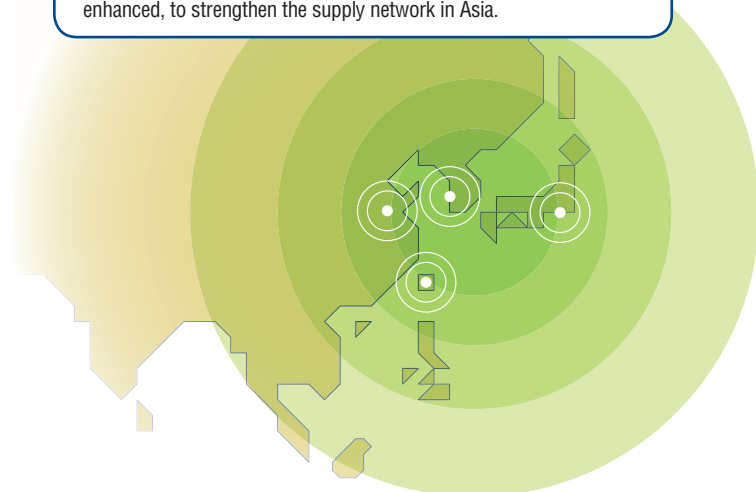 enhanced, to strengthen the supply network in Asia.